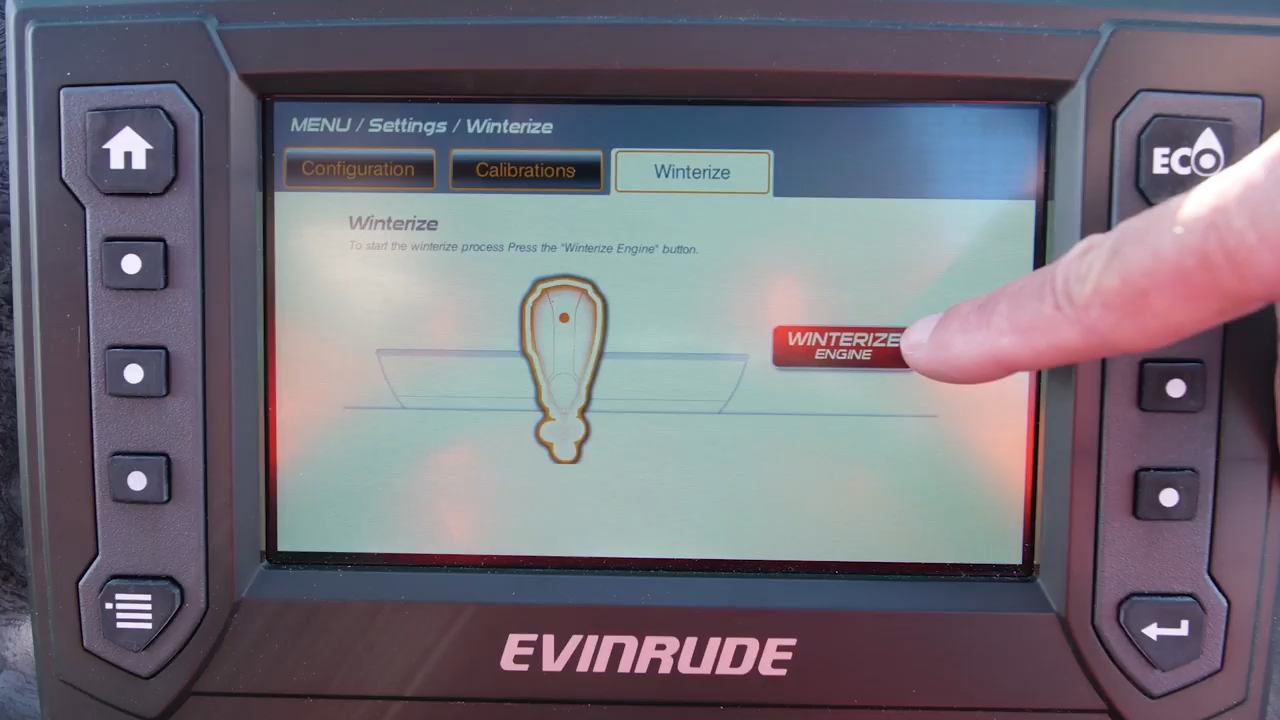 MENU / Settings / Winterize
ECO
Configuration
Calibrations
Winterize
Winterize
To start the winterize process Press the "Winterize Engine" button.
WINTERIZE
ENGINE
EVINRUDE